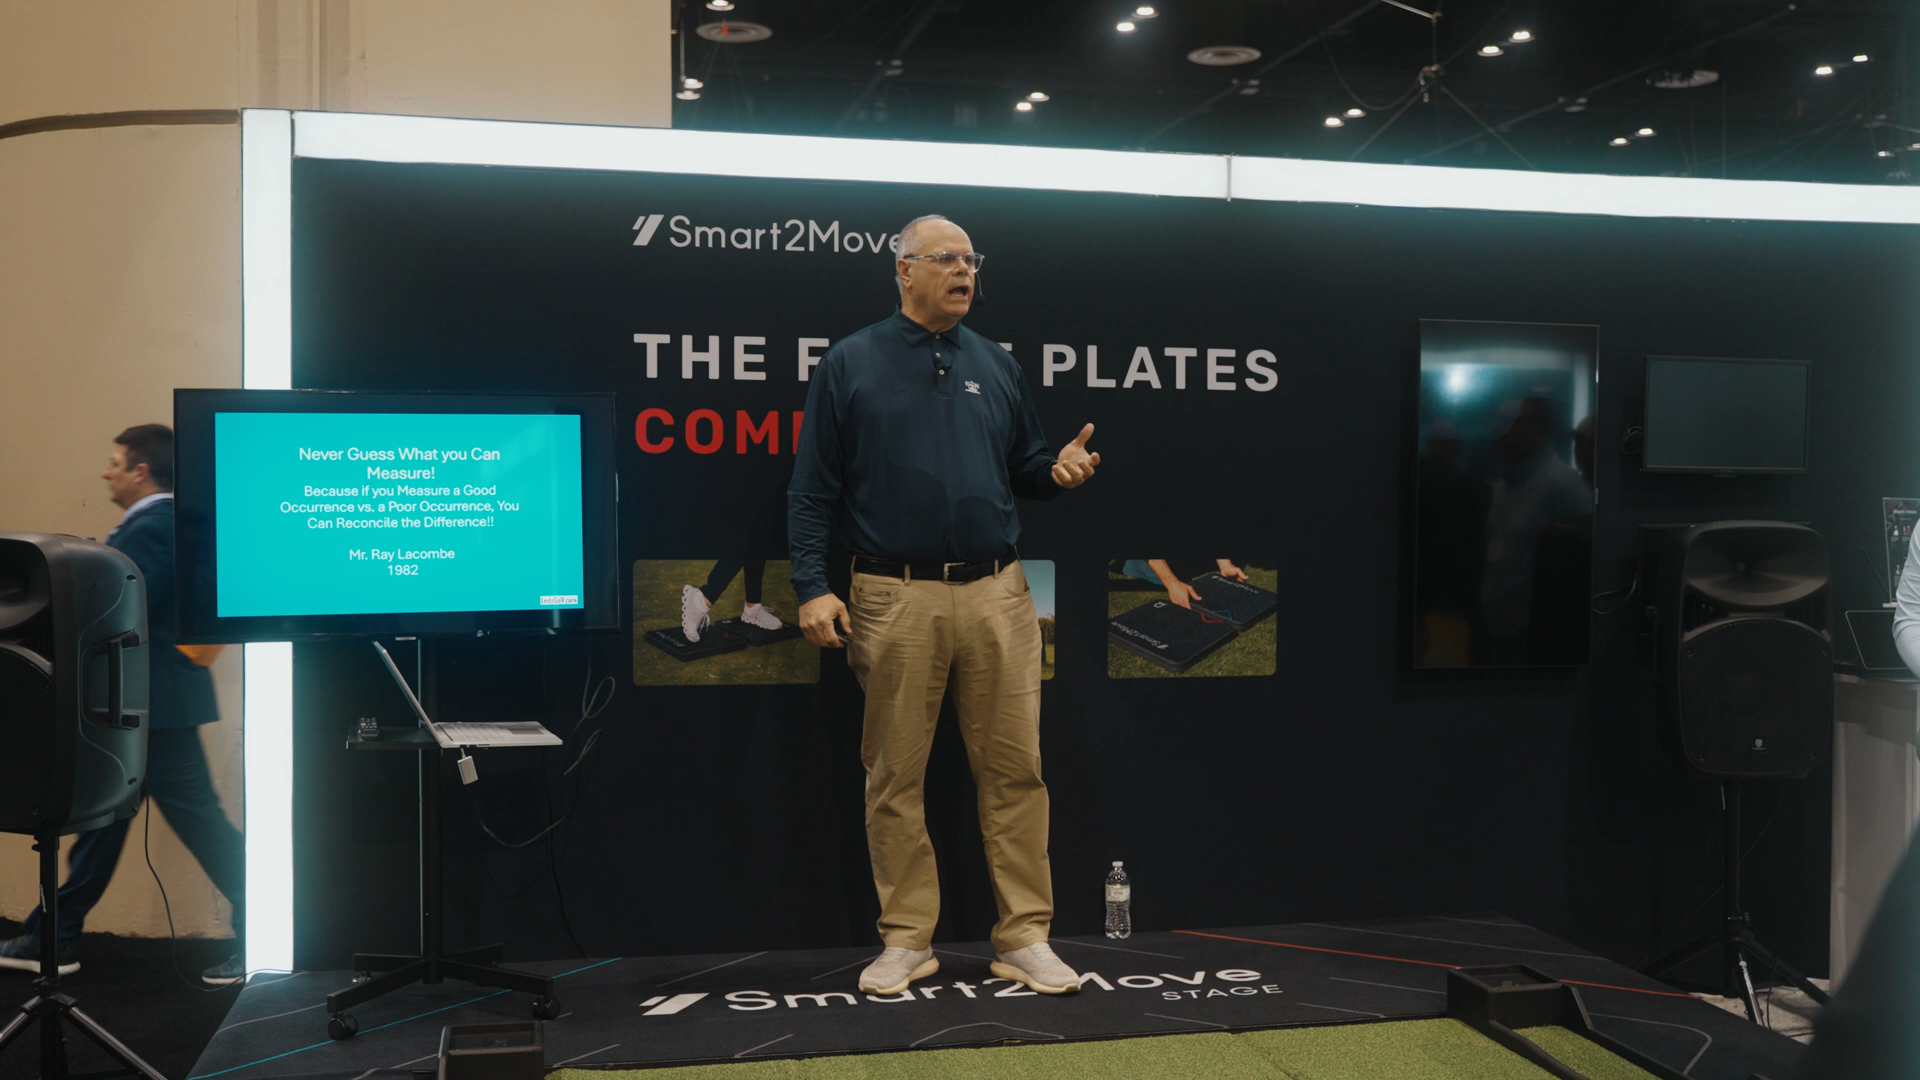 Smart2Move
THE F E PLATES
COM
Never Guess What you Can
Measure!
Because if you Measure a Good
Occurrence vs. a Poor Occurrence, You
Can Reconcile the Difference!!
Mr. Ray Lacombe
1982
Smart2Move
Smart2Move
STAGE